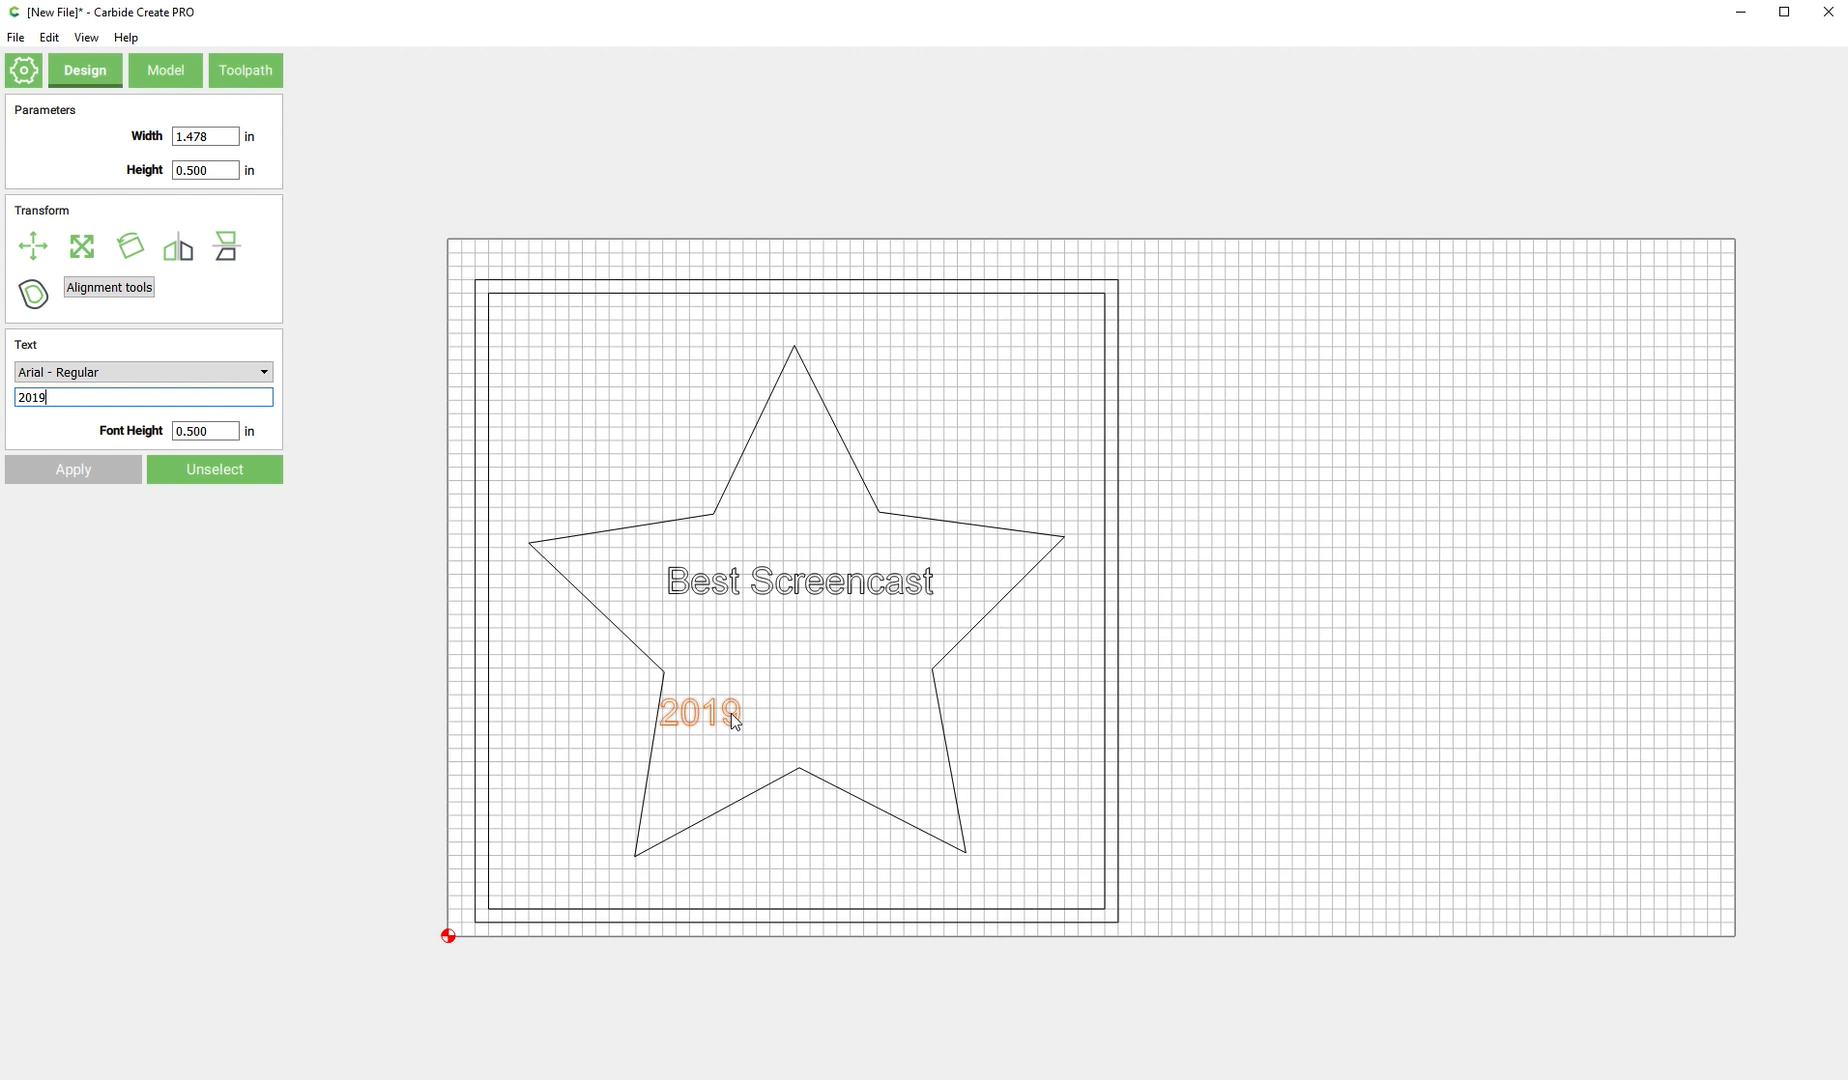 [New File]* - Carbide Create PRO
File Edit View Help
Design Model Toolpath
Parameters
Width 1.478 in
Height 0.500 in
Transform
Alignment tools
Text
Arial - Regular
2019
Font Height 0.500 in
Apply Unselect
Best Screencast
2019